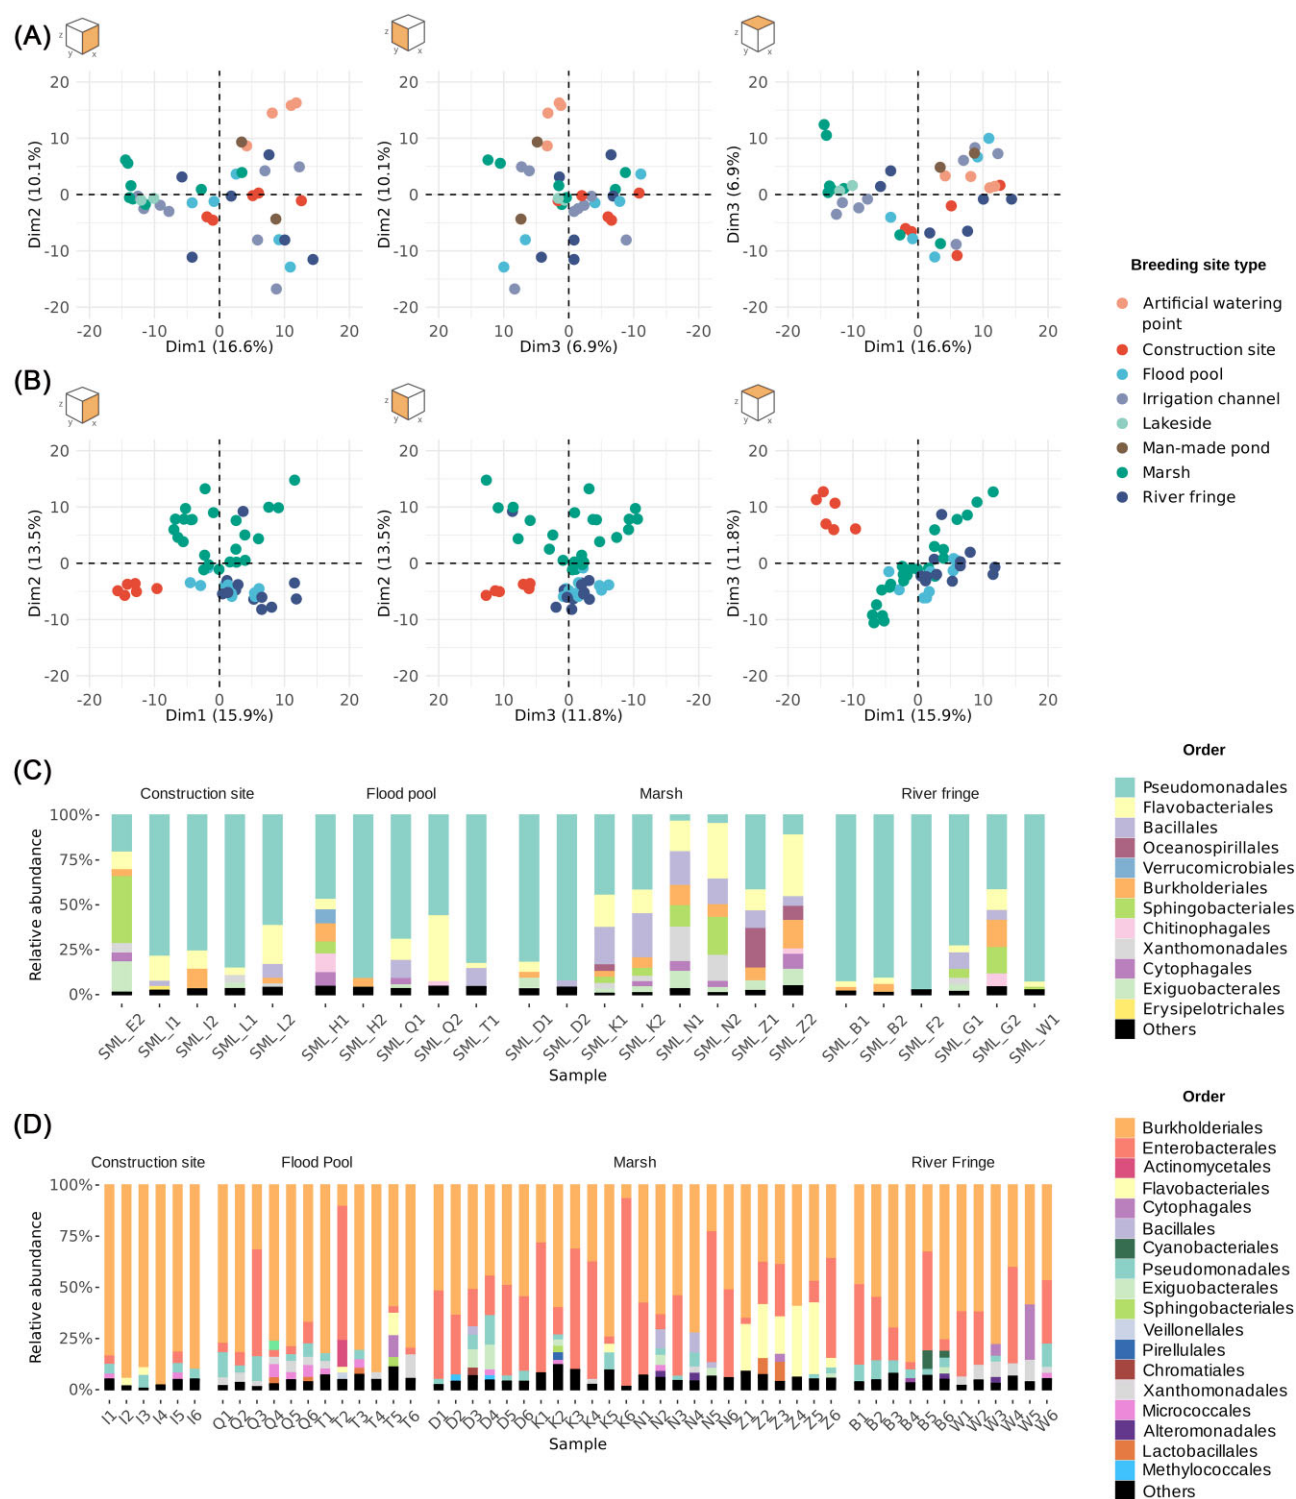 (A)
z
y
x
z
y
x
z
y
x
20
10
0
-10
-20
Dim2 (10.1%)
-20 -10 0 10 20
Dim1 (16.6%)
20
10
0
-10
-20
Dim2 (10.1%)
20 10 0 -10 -20
Dim3 (6.9%)
20
10
0
-10
-20
Dim3 (6.9%)
-20 -10 0 10 20
Dim1 (16.6%)
Breeding site type
Artificial watering
point
Construction site
Flood pool
Irrigation channel
Lakeside
Man-made pond
Marsh
River fringe
(B)
z
y
x
z
y
x
z
y
x
20
10
0
-10
-20
Dim2 (13.5%)
-20 -10 0 10 20
Dim1 (15.9%)
20
10
0
-10
-20
Dim2 (13.5%)
20 10 0 -10 -20
Dim3 (11.8%)
20
10
0
-10
-20
Dim3 (11.8%)
-20 -10 0 10 20
Dim1 (15.9%)
(C)
Construction site Flood pool Marsh River fringe
100%
75%
50%
25%
0%
Relative abundance
SML_E2 SML_I1 SML_I2 SML_L1 SML_L2 SML_H1 SML_H2 SML_Q1 SML_Q2 SML_T1 SML_D1 SML_D2 SML_K1 SML_K2 SML_N1 SML_N2 SML_Z1 SML_Z2 SML_B1 SML_B2 SML_F2 SML_G1 SML_G2 SML_W1
Sample
Order
Pseudomonadales
Flavobacteriales
Bacillales
Oceanospirillales
Verrucomicrobiales
Burkholderiales
Sphingobacteriales
Chitinophagales
Xanthomonadales
Cytophagales
Exiguobacterales
Erysipelotrichales
Others
(D)
Construction site Flood Pool Marsh River Fringe
100%
75%
50%
25%
0%
Relative abundance
I1 I2 I3 I4 I5 I6 Q1 Q2 Q3 Q4 Q5 Q6 T1 T2 T3 T4 T5 T6 D1 D2 D3 D4 D5 D6 K1 K2 K3 K4 K5 K6 N1 N2 N3 N4 N5 N6 Z1 Z2 Z3 Z4 Z5 Z6 B1 B2 B3 B4 B5 B6 W1 W2 W3 W4 W5 W6
Sample
Order
Burkholderiales
Enterobacterales
Actinomycetales
Flavobacteriales
Cytophagales
Bacillales
Cyanobacteriales
Pseudomonadales
Exiguobacterales
Sphingobacteriales
Veillonellales
Pirellulales
Chromatiales
Xanthomonadales
Micrococcales
Alteromonadales
Lactobacillales
Methylococcales
Others